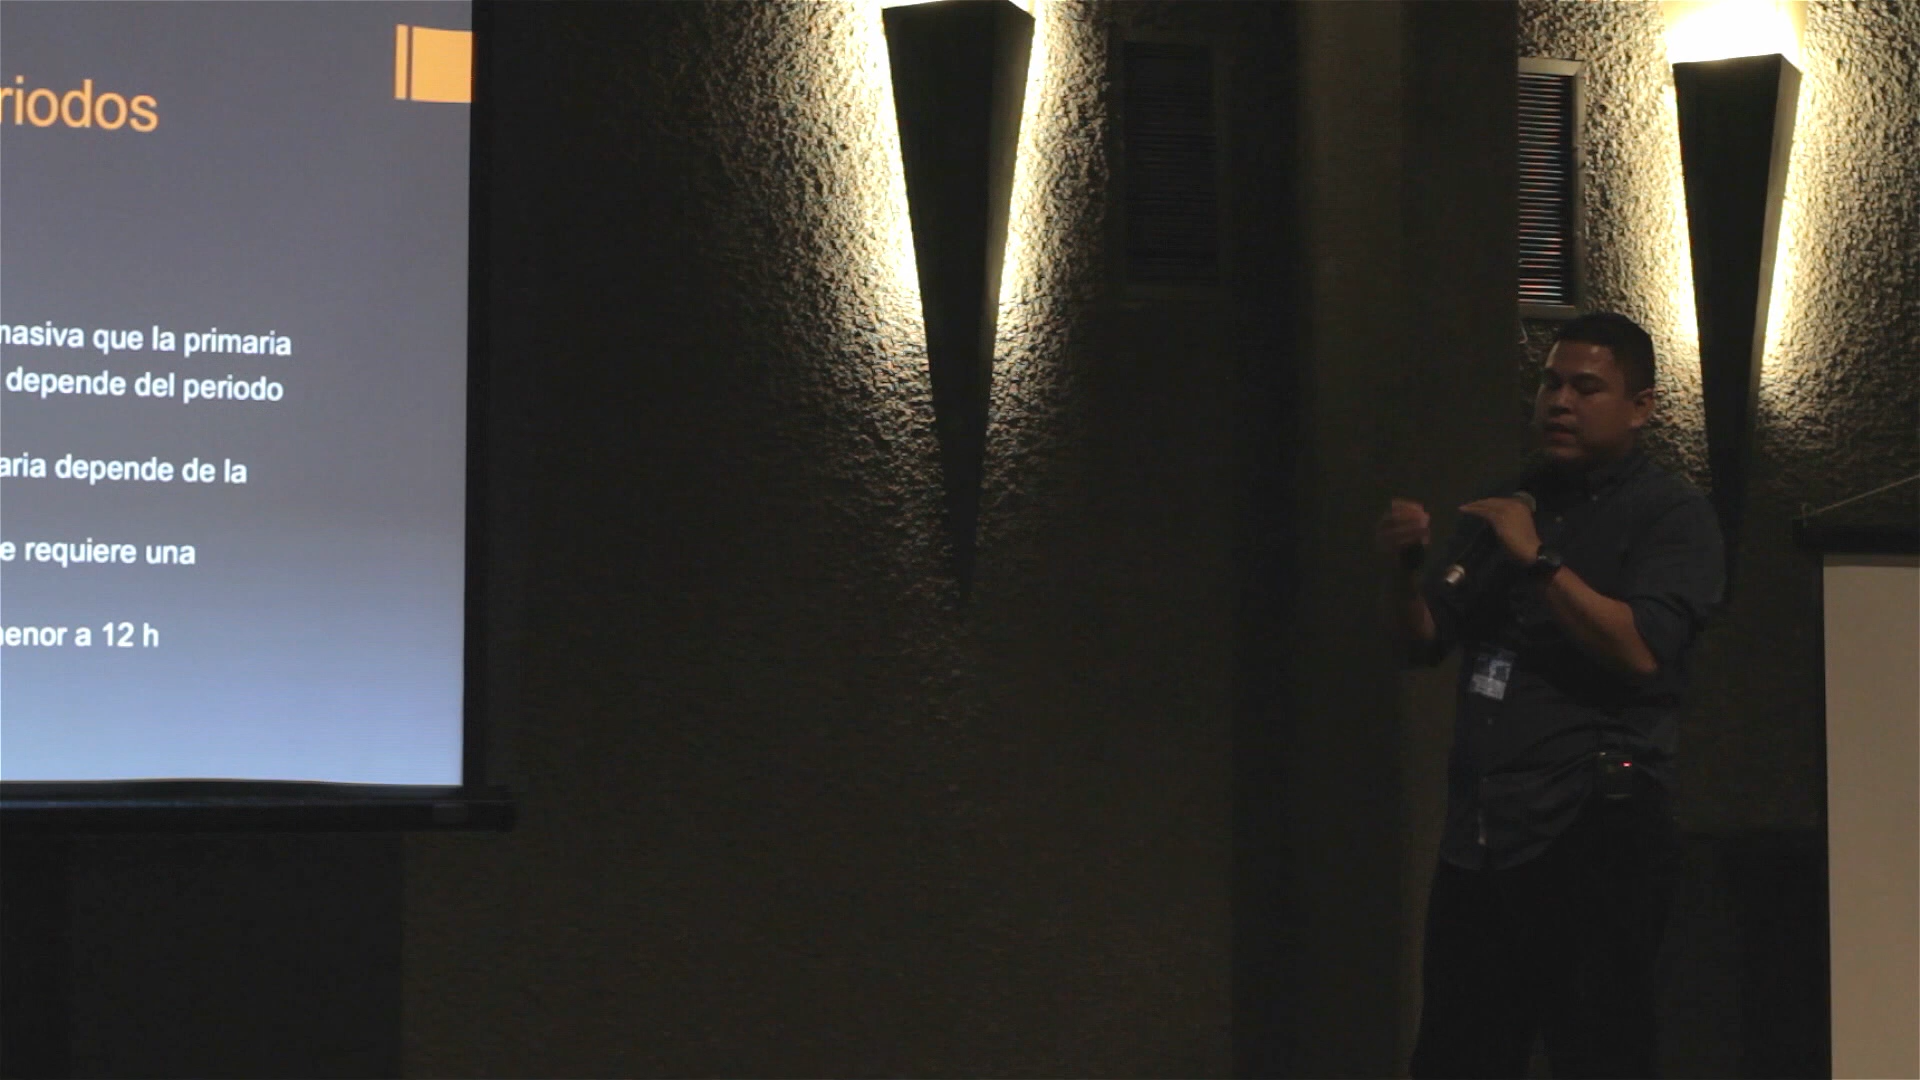 riodos
masiva que la primaria
depende del periodo
aria depende de la
e requiere una
enor a 12 h